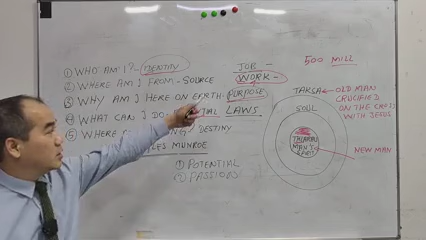 ① WHO AM I? - IDENTITY
② WHERE AM I FROM - SOURCE
③ WHY AM I HERE ON EARTH - PURPOSE
④ WHAT CAN I DO
⑤ WHERE DESTINY
MUNROE
① POTENTIAL
② PASSION
JOB -
WORK -
LAWS
500 MILL
OLD MAN
CRUCIFIED
ON THE CROSS
WITH JESUS
SOUL
MAN'S
SPIRIT
NEW MAN